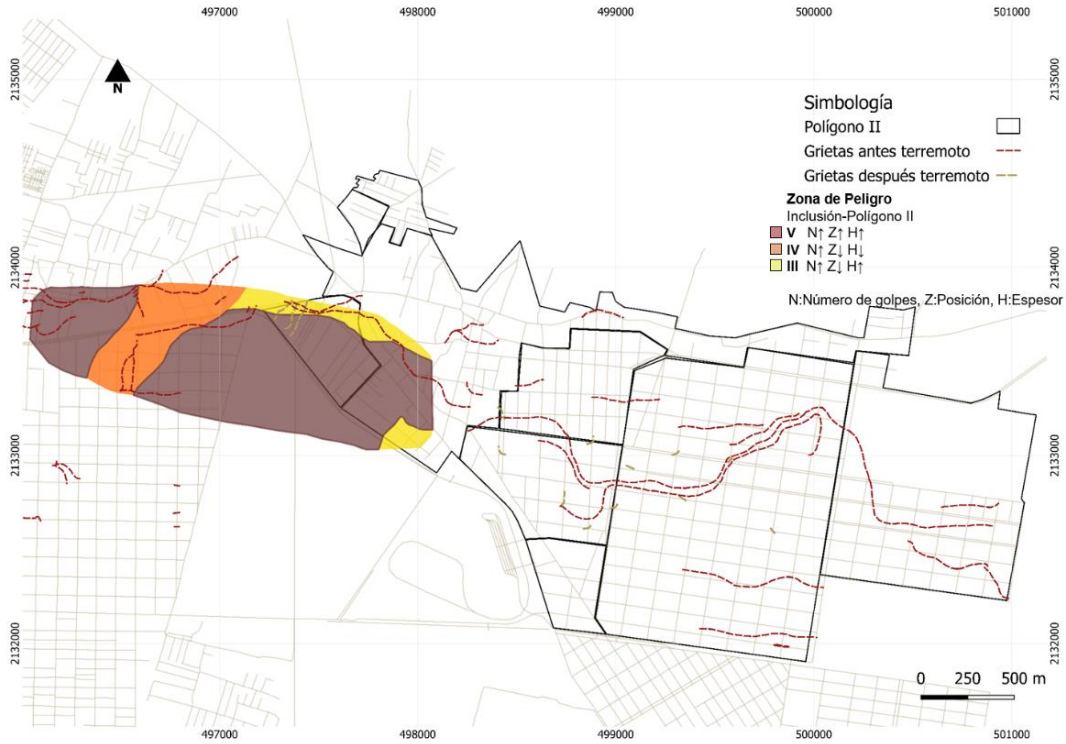 497000 498000 499000 500000 501000
2135000 2135000
N
Simbología
Polígono II
Grietas antes terremoto
Grietas después terremoto
Zona de Peligro
Inclusión-Polígono II
V N↑ Z↑ H↑
IV N↑ Z↓ H↓
III N↑ Z↓ H↑
2134000 2134000
N:Número de golpes, Z:Posición, H:Espesor
2133000 2133000
2132000 2132000
0 250 500 m
497000 498000 499000 500000 501000